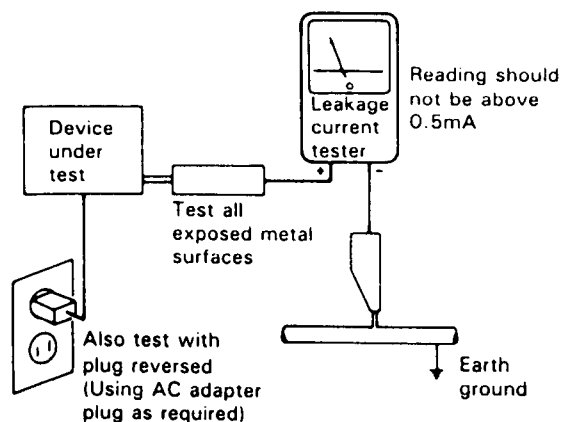 Device
under
test
Leakage
current
tester
+
-
Reading should
not be above
0.5mA
Test all
exposed metal
surfaces
Also test with
plug reversed
(Using AC adapter
plug as required)
Earth
ground